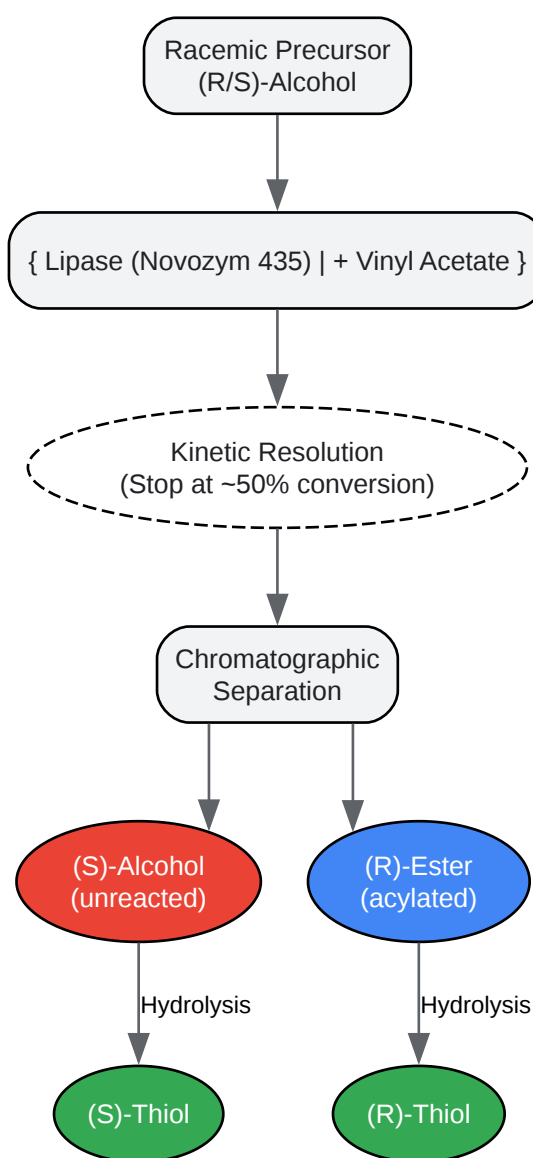 Racemic Precursor
(R/S)-Alcohol
{ Lipase (Novozym 435) | + Vinyl Acetate }
Kinetic Resolution
(Stop at ~50% conversion)
Chromatographic
Separation
(S)-Alcohol
(unreacted)
(R)-Ester
(acylated)
Hydrolysis
Hydrolysis
(S)-Thiol
(R)-Thiol